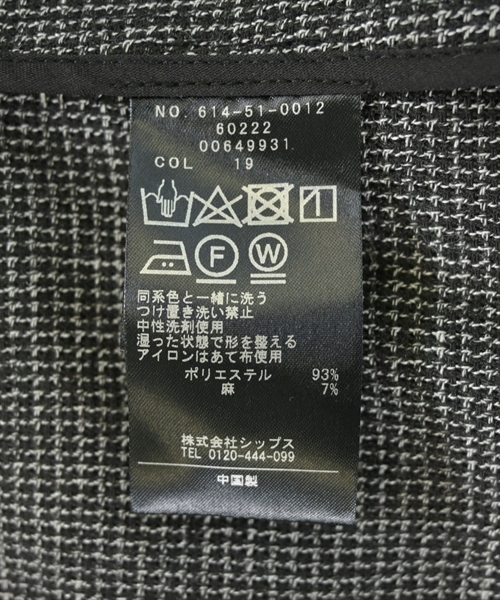 NO. 614-51-0012
60222
00649931
COL 19
F W
同系色と一緒に洗う
つけ置き洗い禁止
中性洗剤使用
湿った状態で形を整える
アイロンはあて布使用
ポリエステル 93%
麻 7%
株式会社シップス
TEL 0120-444-099
中国製